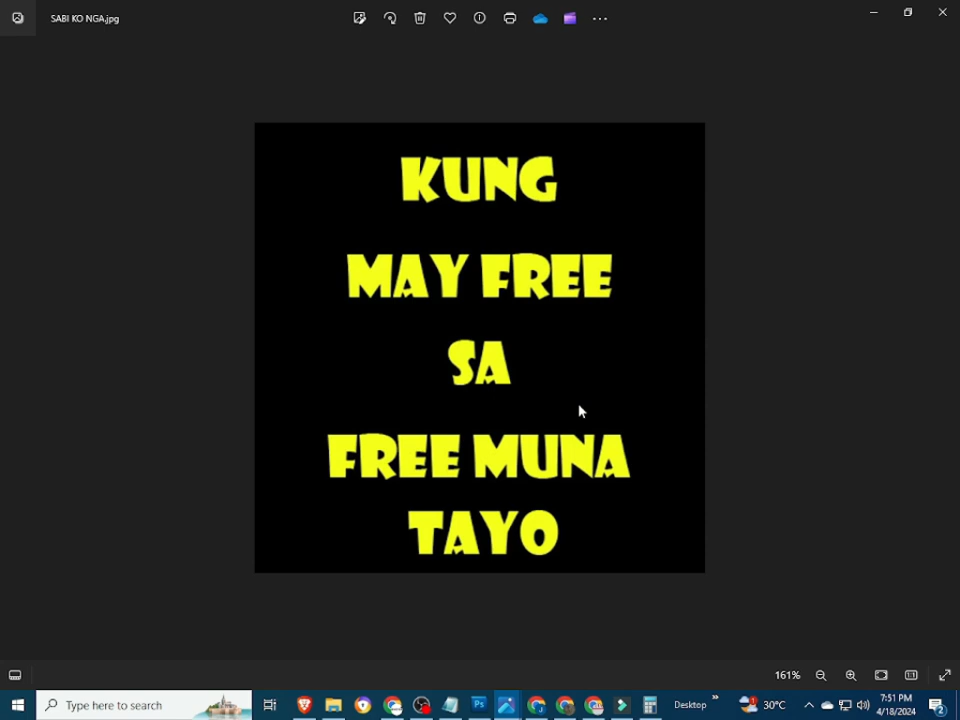 SABI KO NGA.jpg
KUNG
MAY FREE
SA
FREE MUNA
TAYO
161%
Type here to search
Desktop
30°C
7:51 PM
4/18/2024
2